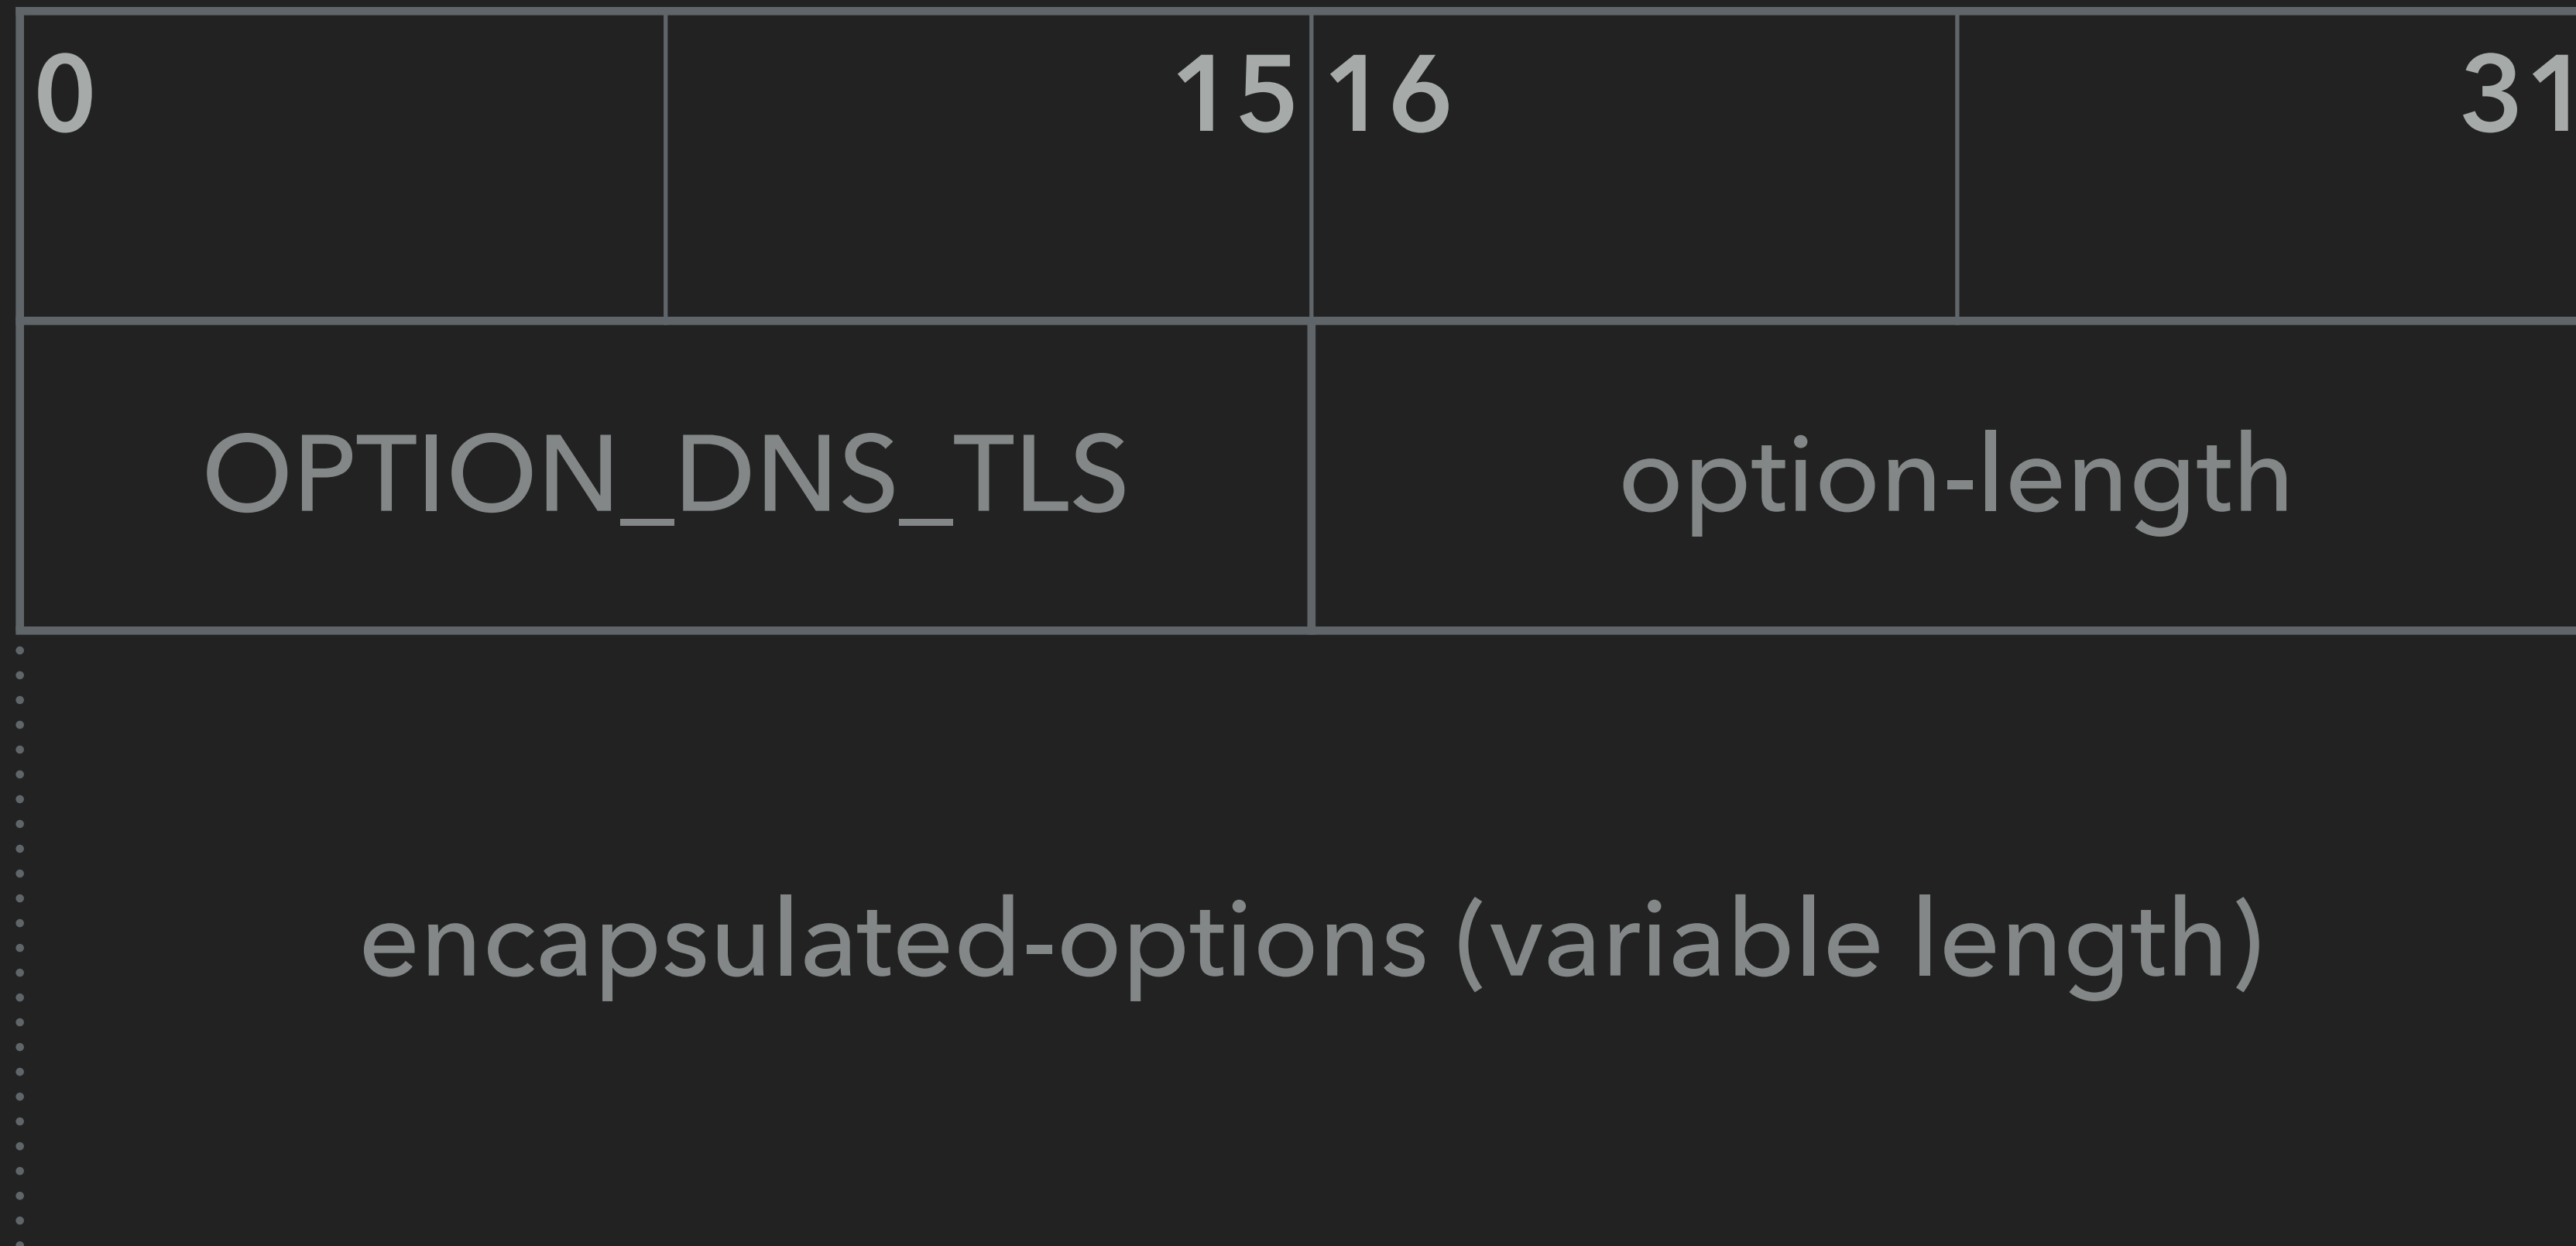 0 15 16 31
OPTION_DNS_TLS option-length
encapsulated-options (variable length)